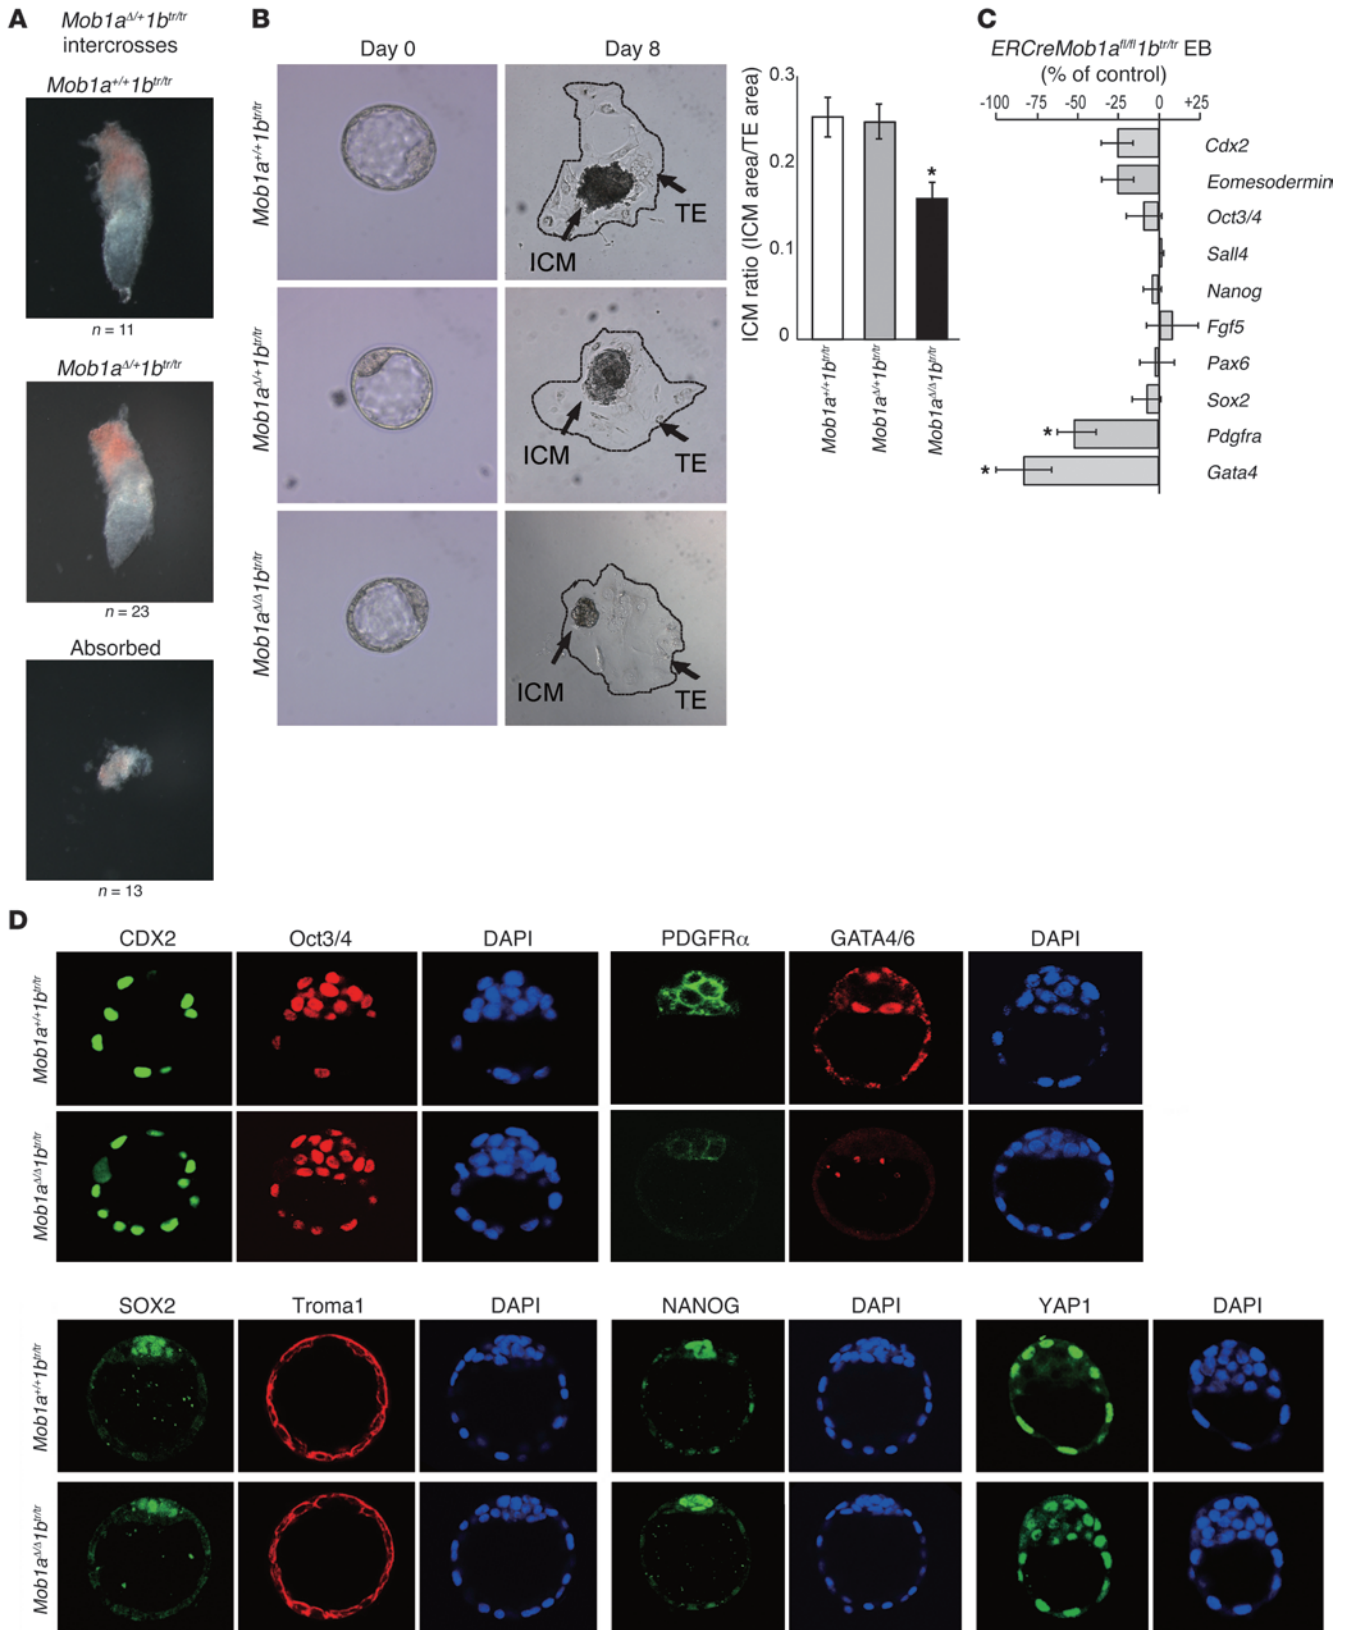 A
Mob1aΔ/+1btr/tr
intercrosses
Mob1a+/+1btr/tr
n = 11
Mob1aΔ/+1btr/tr
n = 23
Absorbed
n = 13
B
Day 0
Day 8
Mob1a+/+1btr/tr
ICM
TE
Mob1aΔ/+1btr/tr
ICM
TE
Mob1aΔ/Δ1btr/tr
ICM
TE
ICM ratio (ICM area/TE area)
0.3
0.2
0.1
0
*
Mob1a+/+1btr/tr
Mob1aΔ/+1btr/tr
Mob1aΔ/Δ1btr/tr
C
ERCreMob1afl/fl1btr/tr EB
(% of control)
-100 -75 -50 -25 0 +25
Cdx2
Eomesodermin
Oct3/4
Sall4
Nanog
Fgf5
Pax6
Sox2
* Pdgfra
* Gata4
D
CDX2 Oct3/4 DAPI PDGFRα GATA4/6 DAPI
Mob1a+/+1btr/tr
Mob1aΔ/Δ1btr/tr
SOX2 Troma1 DAPI NANOG DAPI YAP1 DAPI
Mob1a+/+1btr/tr
Mob1aΔ/Δ1btr/tr